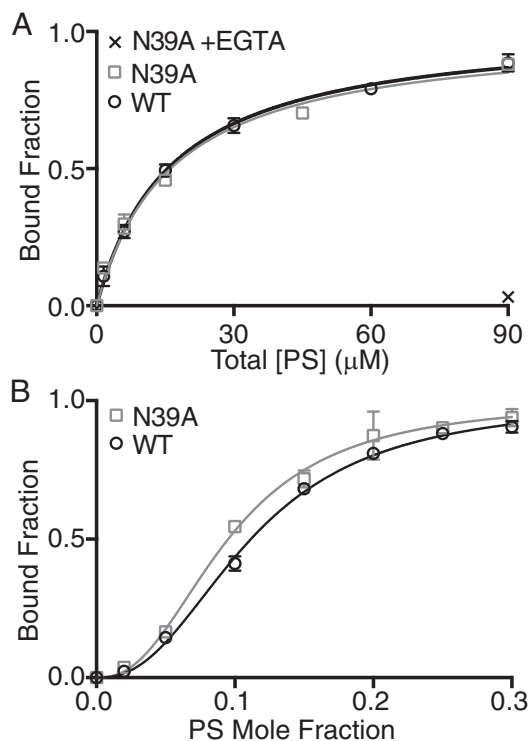 A
× N39A +EGTA
N39A
WT
Bound Fraction
1.0
0.5
0.0
0 30 60 90
Total [PS] (μM)
B
N39A
WT
Bound Fraction
1.0
0.5
0.0
0.0 0.1 0.2 0.3
PS Mole Fraction